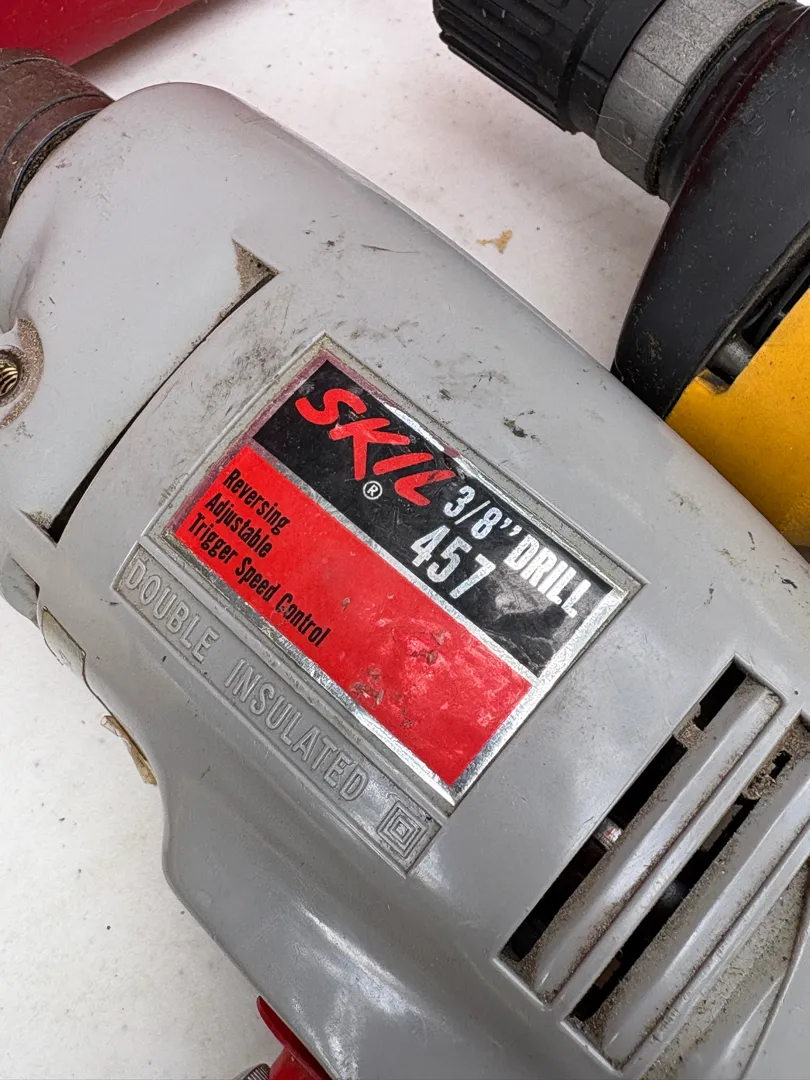 SKIL®
3/8” DRILL
457
Reversing
Adjustable
Trigger Speed Control
DOUBLE INSULATED